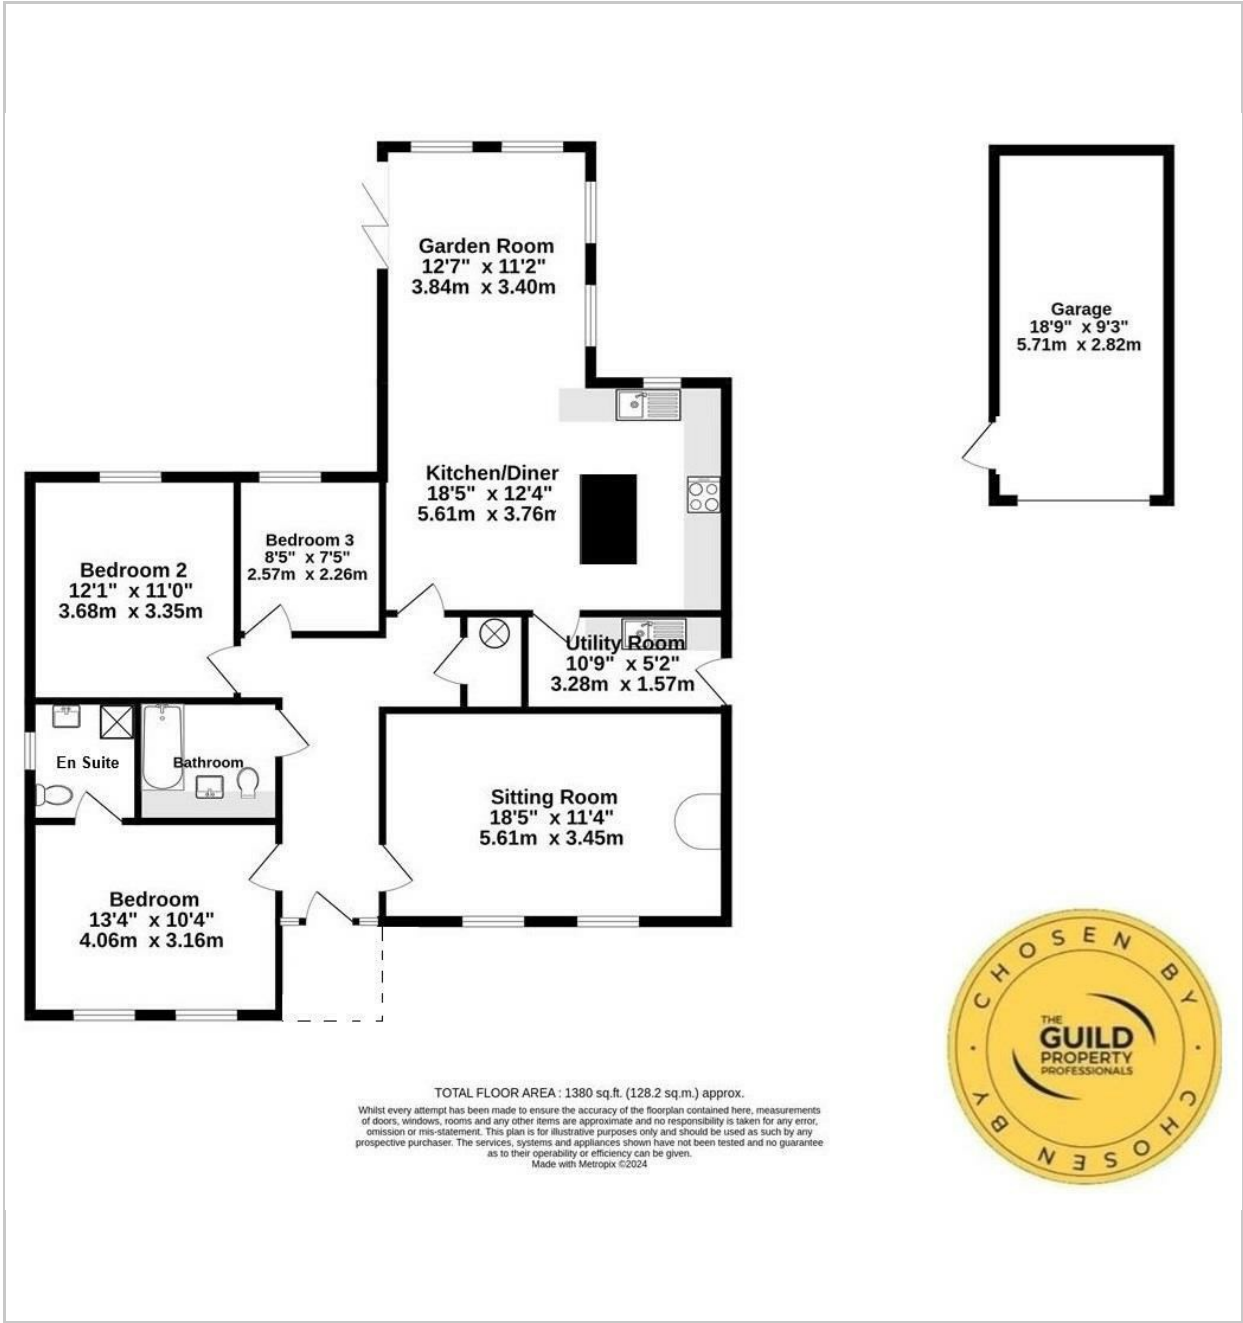 Garden Room
12'7" x 11'2"
3.84m x 3.40m
Garage
18'9" x 9'3"
5.71m x 2.82m
Kitchen/Diner
18'5" x 12'4"
5.61m x 3.76m
Bedroom 3
8'5" x 7'5"
2.57m x 2.26m
Bedroom 2
12'1" x 11'0"
3.68m x 3.35m
Utility Room
10'9" x 5'2"
3.28m x 1.57m
En Suite
Bathroom
Sitting Room
18'5" x 11'4"
5.61m x 3.45m
Bedroom
13'4" x 10'4"
4.06m x 3.16m
CHOSEN BY
THE
GUILD
PROPERTY
PROFESSIONALS
CHOSEN BY
TOTAL FLOOR AREA : 1380 sq.ft. (128.2 sq.m.) approx.
Whilst every attempt has been made to ensure the accuracy of the floorplan contained here, measurements
of doors, windows, rooms and any other items are approximate and no responsibility is taken for any error,
omission or mis-statement. This plan is for illustrative purposes only and should be used as such by any
prospective purchaser. The services, systems and appliances shown have not been tested and no guarantee
as to their operability or efficiency can be given.
Made with Metropix ©2024